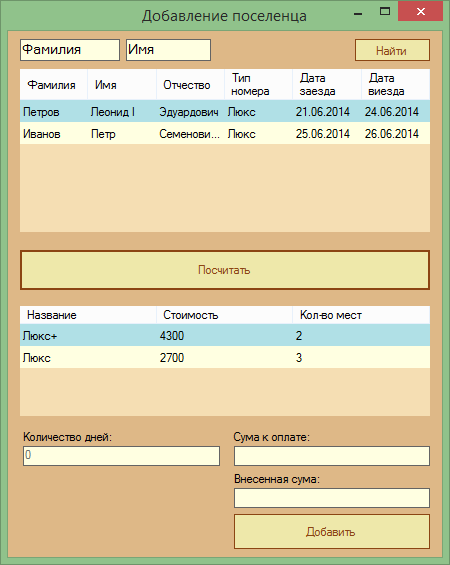 Добавление поселенца
Фамилия Имя Найти
Фамилия Имя Отчество Тип номера Дата заезда Дата виезда
Петров Леонид I Эдуардович Люкс 21.06.2014 24.06.2014
Иванов Петр Семенови... Люкс 25.06.2014 26.06.2014
Посчитать
Название Стоимость Кол-во мест
Люкс+ 4300 2
Люкс 2700 3
Количество дней: Сума к оплате:
0
Внесенная сума:
Добавить